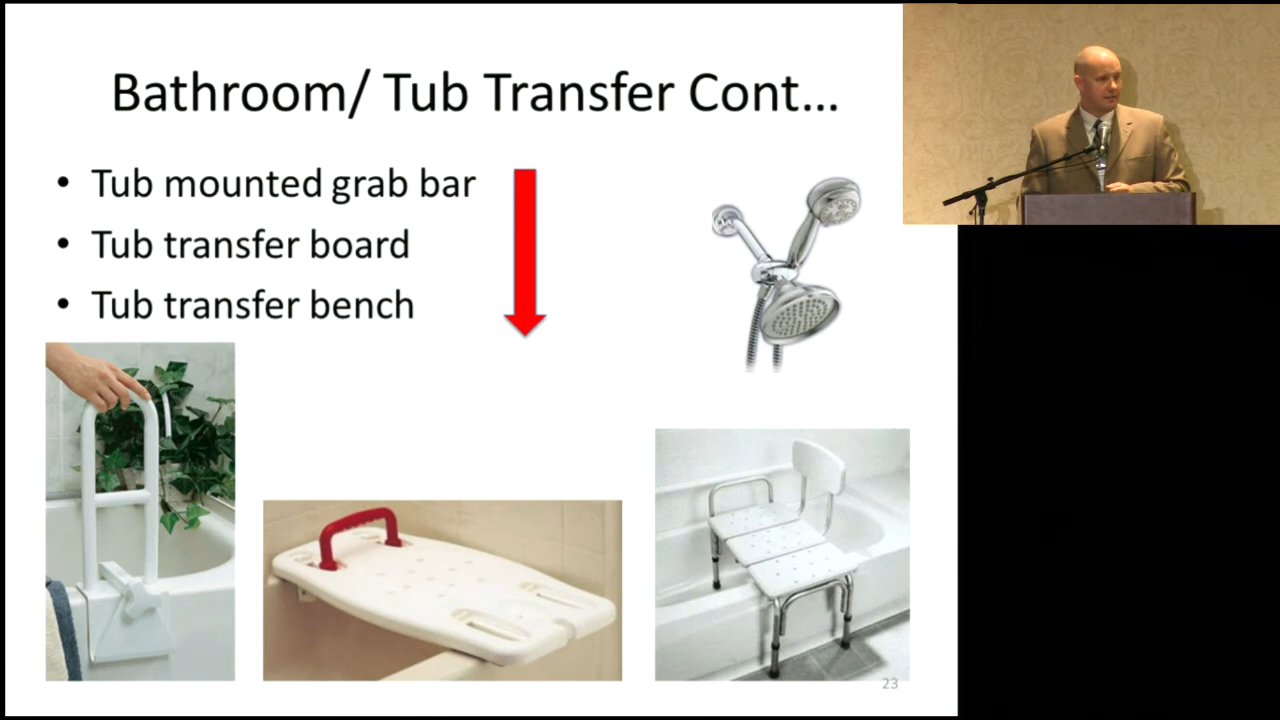 Bathroom/ Tub Transfer Cont...
• Tub mounted grab bar
• Tub transfer board
• Tub transfer bench
23